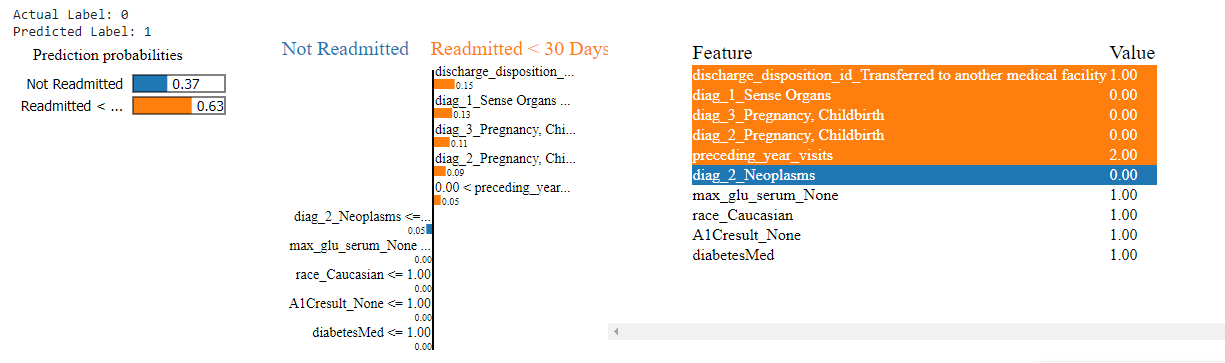 Actual Label: 0
Predicted Label: 1
Prediction probabilities
Not Readmitted 0.37
Readmitted < ... 0.63
Not Readmitted Readmitted < 30 Days
discharge_disposition_...
0.15
diag_1_Sense Organs ...
0.13
diag_3_Pregnancy, Chi...
0.11
diag_2_Pregnancy, Chi...
0.09
0.00 < preceding_year...
0.05
diag_2_Neoplasms <=...
0.05
max_glu_serum_None ...
0.00
race_Caucasian <= 1.00
0.00
A1Cresult_None <= 1.00
0.00
diabetesMed <= 1.00
0.00
Feature Value
discharge_disposition_id_Transferred to another medical facility 1.00
diag_1_Sense Organs 0.00
diag_3_Pregnancy, Childbirth 0.00
diag_2_Pregnancy, Childbirth 0.00
preceding_year_visits 2.00
diag_2_Neoplasms 0.00
max_glu_serum_None 1.00
race_Caucasian 1.00
A1Cresult_None 1.00
diabetesMed 1.00